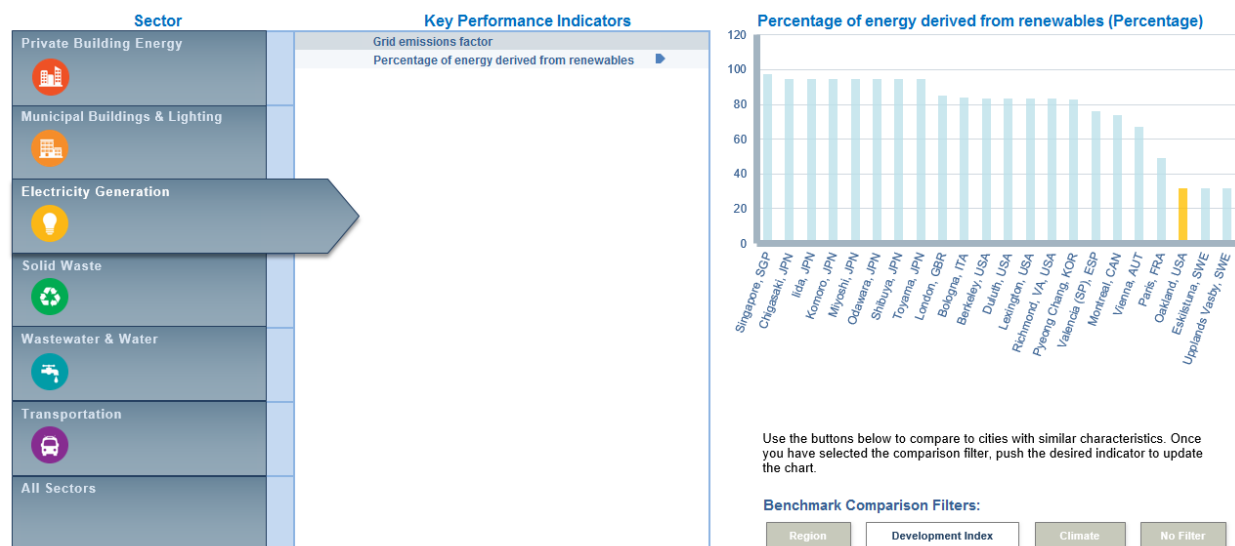 Sector
Private Building Energy
Municipal Buildings & Lighting
Electricity Generation
Solid Waste
Wastewater & Water
Transportation
All Sectors
Key Performance Indicators
Grid emissions factor
Percentage of energy derived from renewables
Percentage of energy derived from renewables (Percentage)
120
100
80
60
40
20
0
Singapore, SGP
Chigasaki, JPN
Iida, JPN
Komoro, JPN
Miyoshi, JPN
Odawara, JPN
Shibuya, JPN
Toyama, JPN
London, GBR
Bologna, ITA
Berkeley, USA
Duluth, USA
Lexington, USA
Richmond, VA, USA
Pyeong Chang, KOR
Valencia (SP), ESP
Montreal, CAN
Vienna, AUT
Paris, FRA
Oakland, USA
Eskilstuna, SWE
Upplands Vasby, SWE
Use the buttons below to compare to cities with similar characteristics. Once
you have selected the comparison filter, push the desired indicator to update
the chart.
Benchmark Comparison Filters:
Region
Development Index
Climate
No Filter